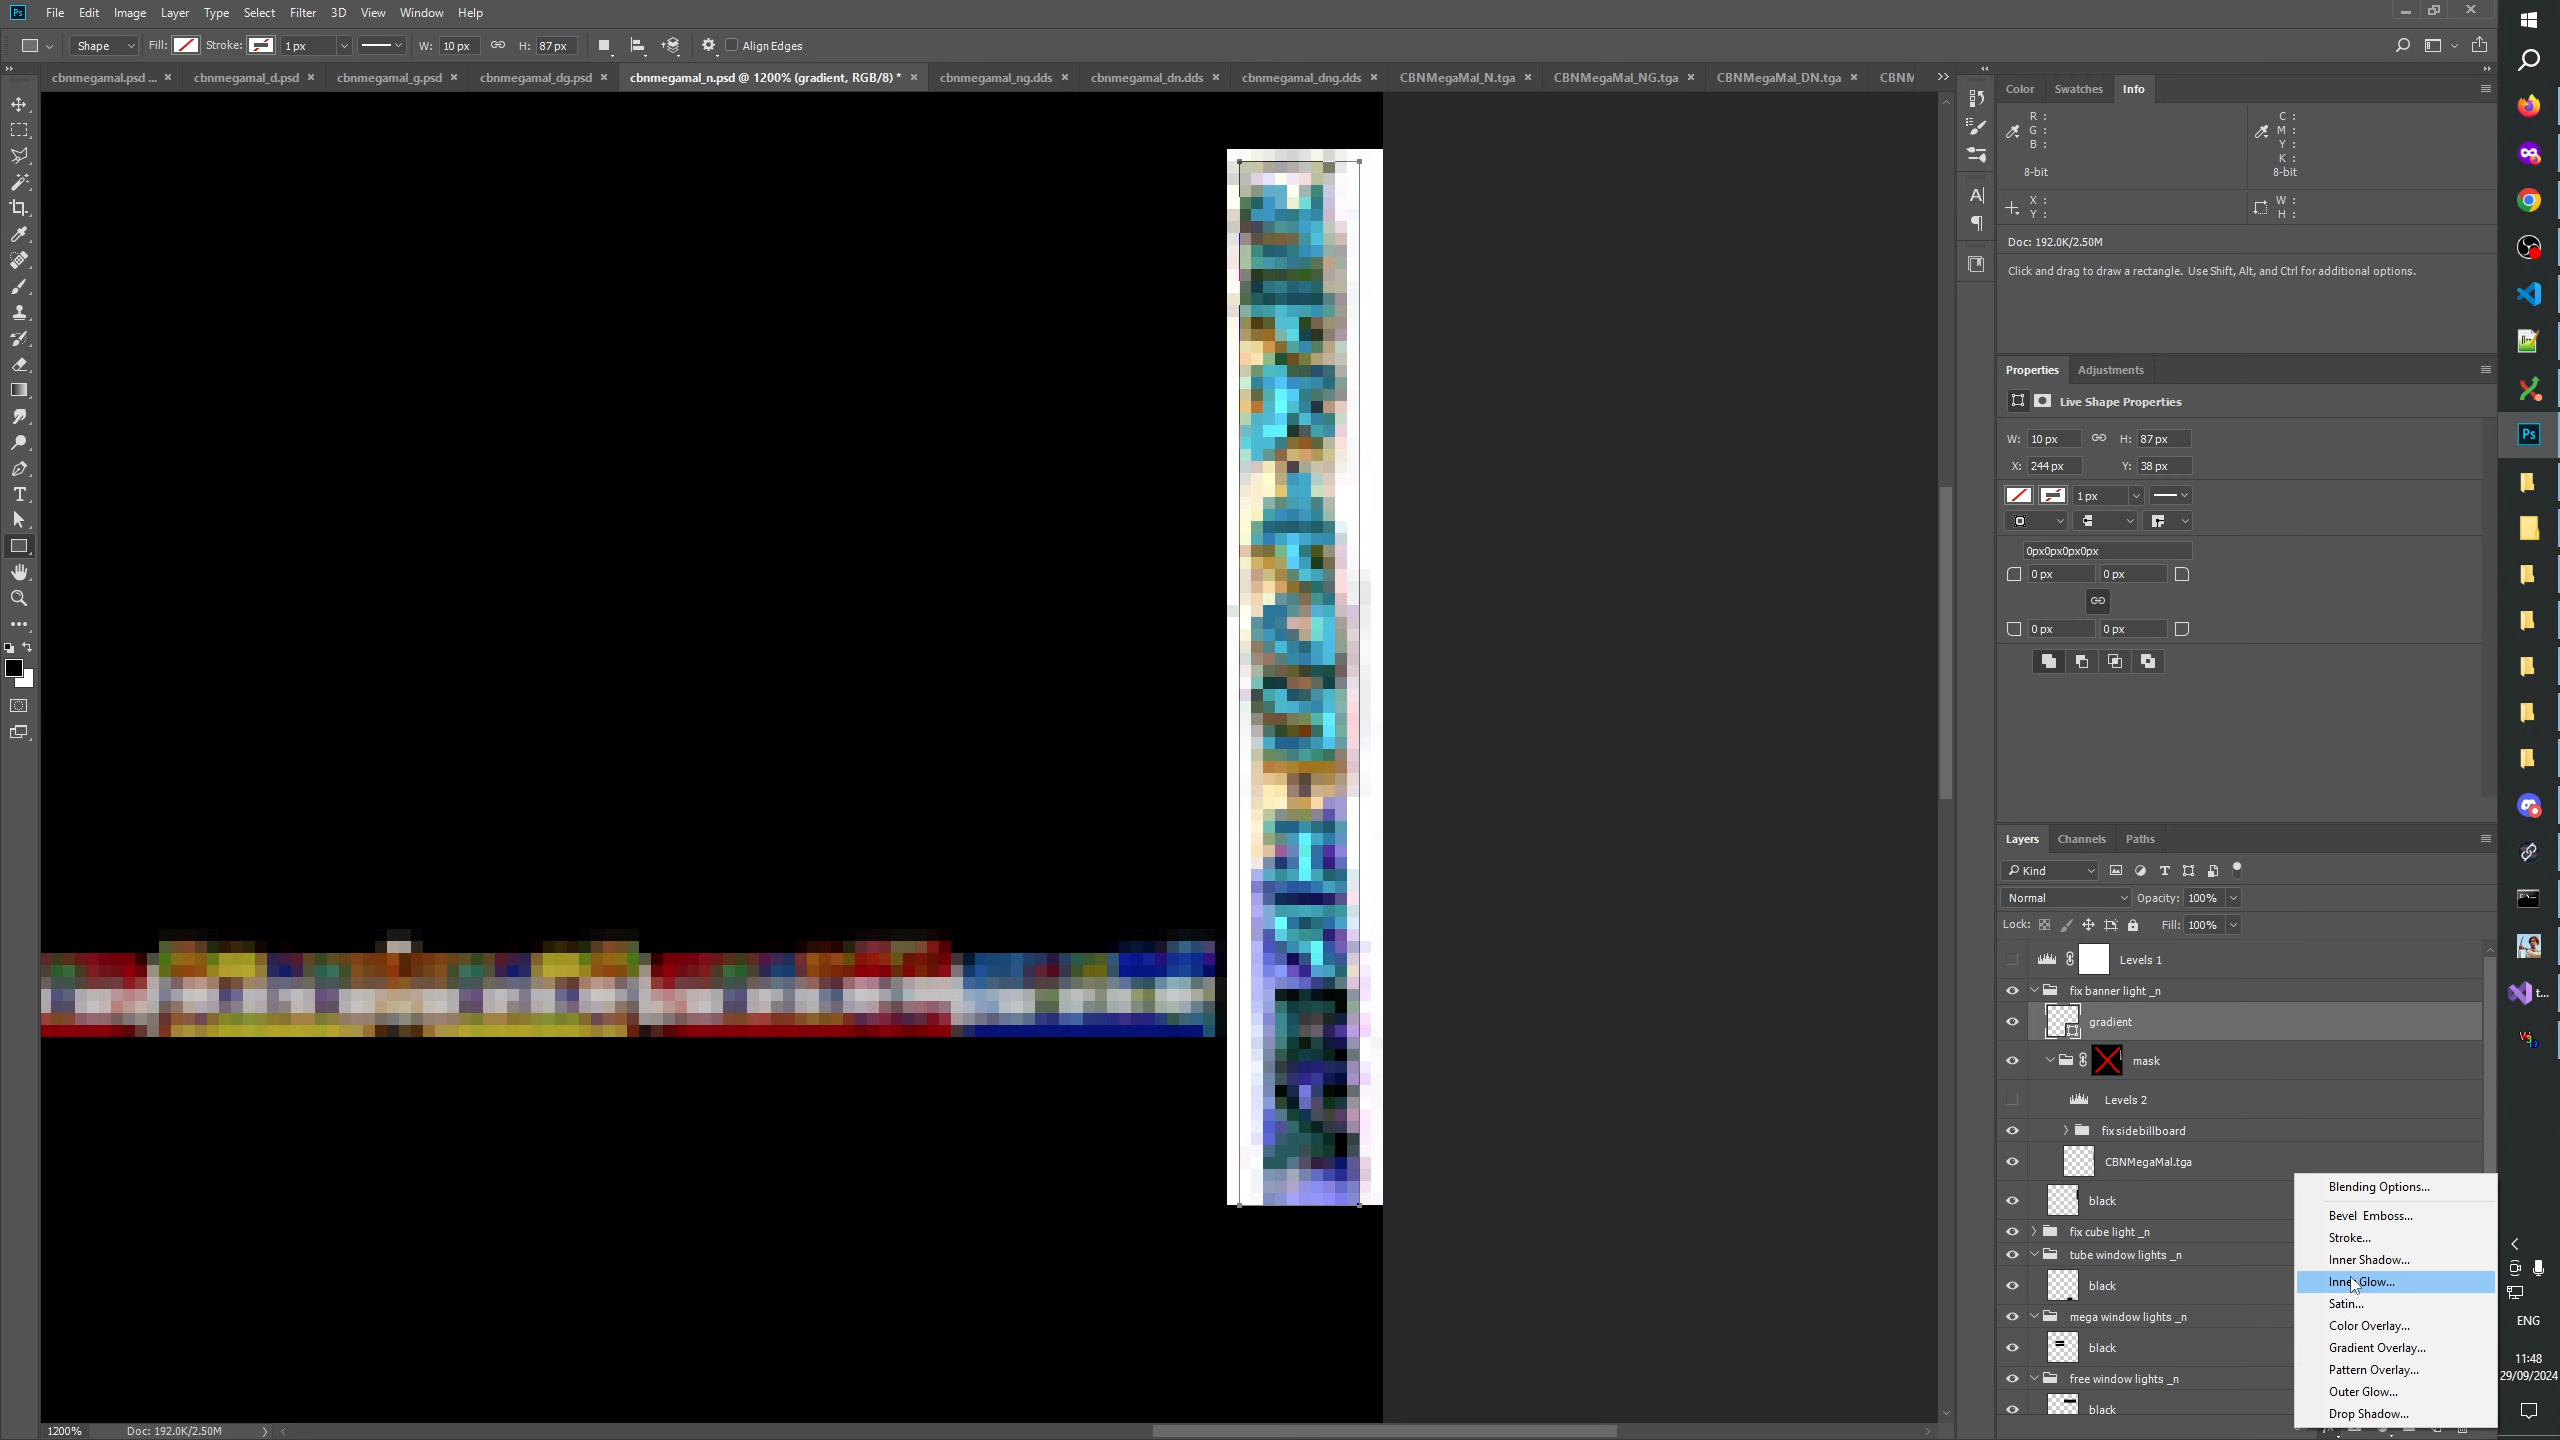 Ps File Edit Image Layer Type Select Filter 3D View Window Help
Shape Fill: Stroke: 1 px W: 10 px H: 87 px Align Edges
cbnmegamal.psd ... × cbnmegamal_d.psd × cbnmegamal_g.psd × cbnmegamal_dg.psd × cbnmegamal_n.psd @ 1200% (gradient, RGB/8) * × cbnmegamal_ng.dds × cbnmegamal_dn.dds × cbnmegamal_dng.dds × CBNMegaMal_N.tga × CBNMegaMal_NG.tga × CBNMegaMal_DN.tga × CBNM
Color Swatches Info
R : C :
G : M :
B : Y :
K :
8-bit 8-bit
X : W :
Y : H :
Doc: 192.0K/2.50M
Click and drag to draw a rectangle. Use Shift, Alt, and Ctrl for additional options.
Properties Adjustments
Live Shape Properties
W: 10 px H: 87 px
X: 244 px Y: 38 px
1 px
0px0px0px0px
0 px 0 px
0 px 0 px
Layers Channels Paths
Kind
Normal Opacity: 100%
Lock: Fill: 100%
Levels 1
fix banner light _n
gradient
mask
Levels 2
fix sidebillboard
CBNMegaMal.tga
black
fix cube light _n
tube window lights _n
black
mega window lights _n
black
free window lights _n
black
Blending Options...
Bevel Emboss...
Stroke...
Inner Shadow...
Inner Glow...
Satin...
Color Overlay...
Gradient Overlay...
Pattern Overlay...
Outer Glow...
Drop Shadow...
Ps
t...
ENG
11:48
29/09/2024
1200% Doc: 192.0K/2.50M